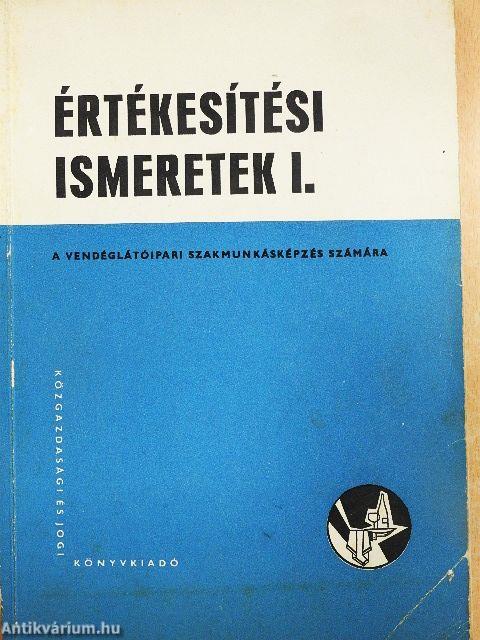 ÉRTÉKESÍTÉSI
ISMERETEK I.
A VENDÉGLÁTÓIPARI SZAKMUNKÁSKÉPZÉS SZÁMÁRA
KÖZGAZDASÁGI ÉS JOGI
KÖNYVKIADÓ
Antikvárium.hu